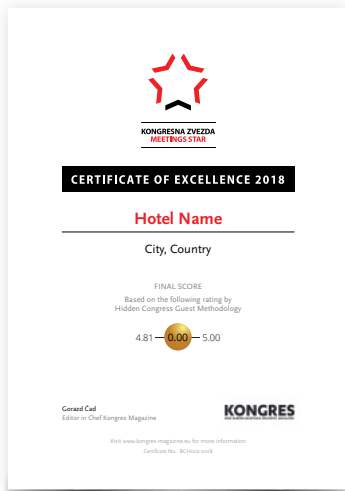 KONGRESNA ZVEZDA
MEETINGS STAR
CERTIFICATE OF EXCELLENCE 2018
Hotel Name
City, Country
FINAL SCORE
Based on the following rating by
Hidden Congress Guest Methodology
4.81 0.00 5.00
Gorazd Čad
Editor in Chef Kongres Magazine
KONGRES
Visit www.kongres-magazine.eu for more information
Certificate No.